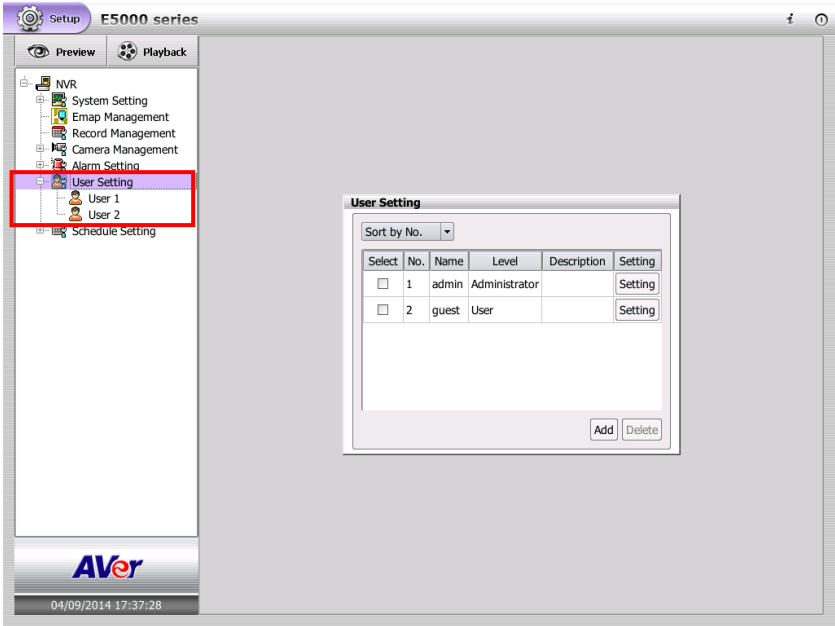 Setup E5000 series i
Preview Playback
NVR
System Setting
Emap Management
Record Management
Camera Management
Alarm Setting
User Setting
User 1
User 2
Schedule Setting
User Setting
Sort by No.
Select No. Name Level Description Setting
1 admin Administrator Setting
2 guest User Setting
Add Delete
AVer
04/09/2014 17:37:28